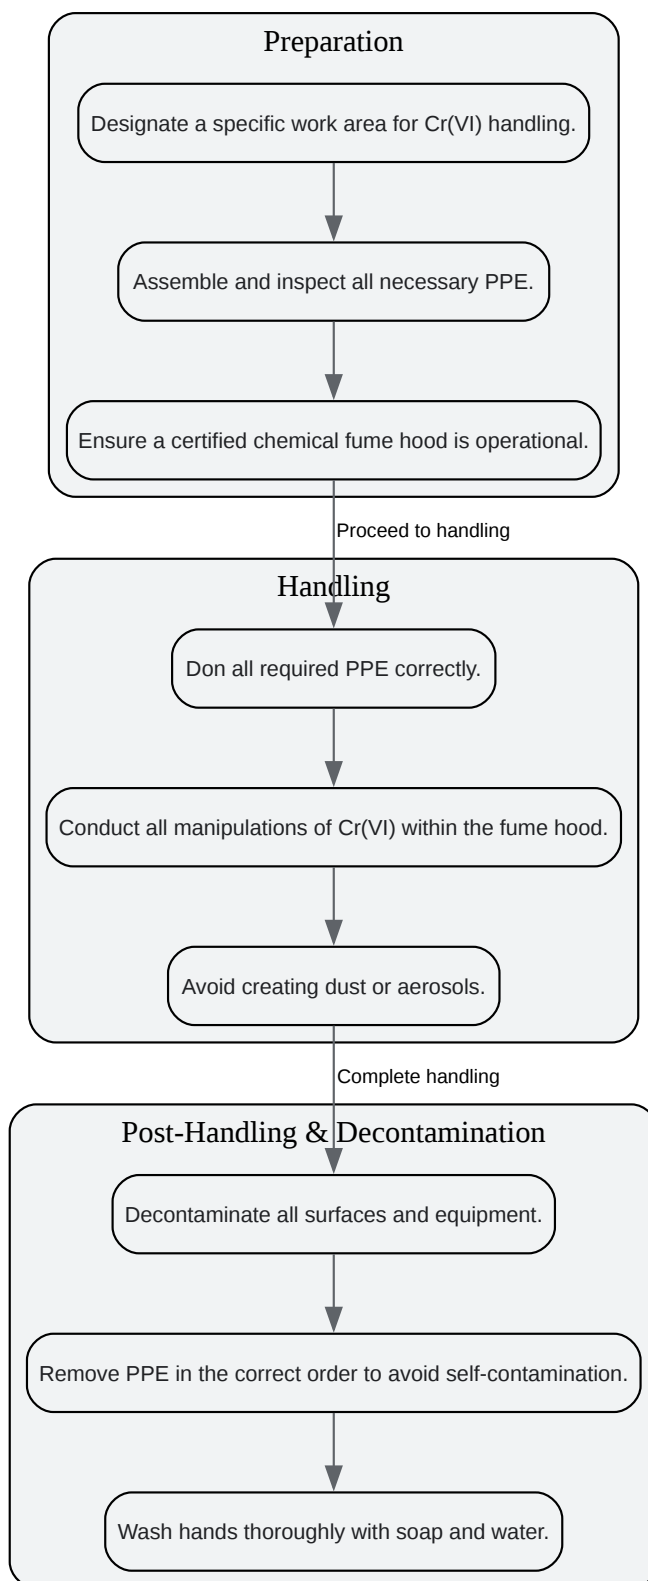 Preparation
Designate a specific work area for Cr(VI) handling.
Assemble and inspect all necessary PPE.
Ensure a certified chemical fume hood is operational.
Proceed to handling
Handling
Don all required PPE correctly.
Conduct all manipulations of Cr(VI) within the fume hood.
Avoid creating dust or aerosols.
Complete handling
Post-Handling & Decontamination
Decontaminate all surfaces and equipment.
Remove PPE in the correct order to avoid self-contamination.
Wash hands thoroughly with soap and water.